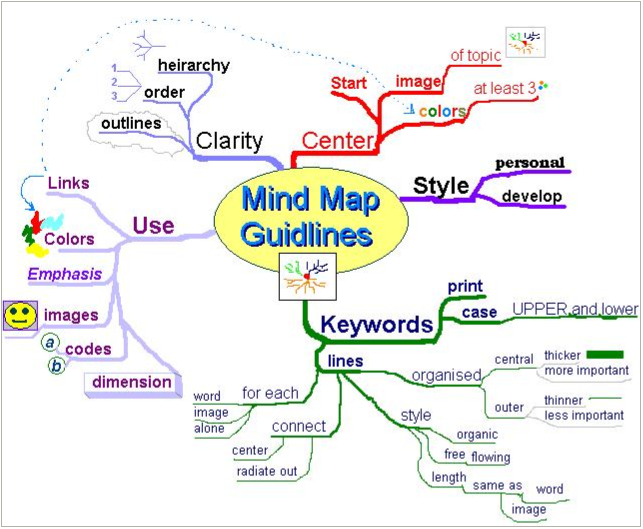 Mind Map
Guidlines
Center
Start
image
of topic
colors
at least 3
Style
personal
develop
Keywords
print
case
UPPER and lower
lines
organised
central
thicker
more important
outer
thinner
less important
style
organic
free flowing
length
same as
word
image
connect
center
radiate out
for each
word
image
alone
Use
Links
Colors
Emphasis
images
codes
a
b
dimension
Clarity
heirarchy
order
1
2
3
outlines